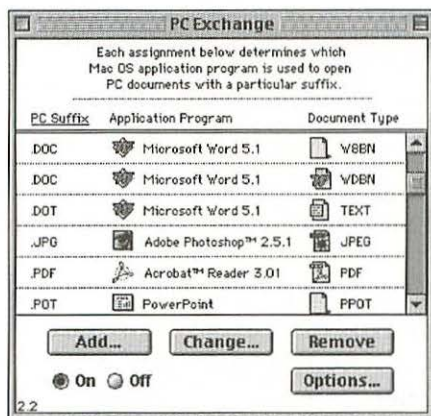 PC Exchange
Each assignment below determines which
Mac OS application program is used to open
PC documents with a particular suffix.
PC Suffix Application Program Document Type
.DOC Microsoft Word 5.1 W8BN
.DOC Microsoft Word 5.1 WDBN
.DOT Microsoft Word 5.1 TEXT
.JPG Adobe Photoshop™ 2.5.1 JPEG
.PDF Acrobat™ Reader 3.01 PDF
.POT PowerPoint PPOT
Add... Change... Remove
On Off Options...
2.2